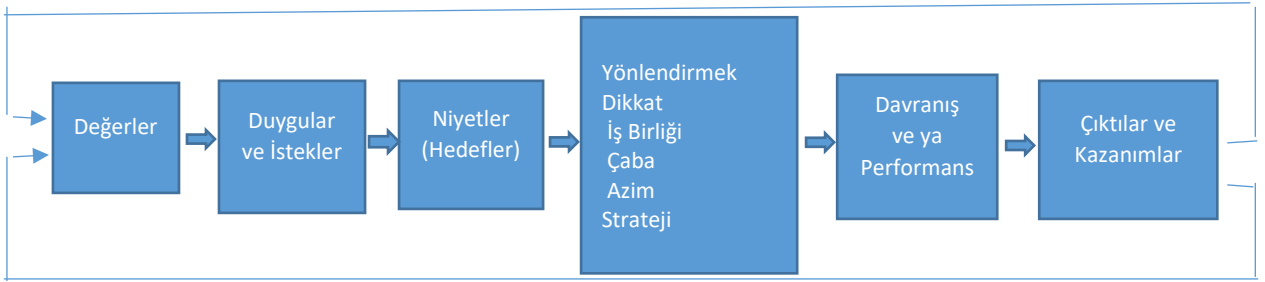 Değerler
Duygular
ve İstekler
Niyetler
(Hedefler)
Yönlendirmek
Dikkat
İş Birliği
Çaba
Azim
Strateji
Davranış
ve ya
Performans
Çıktılar ve
Kazanımlar